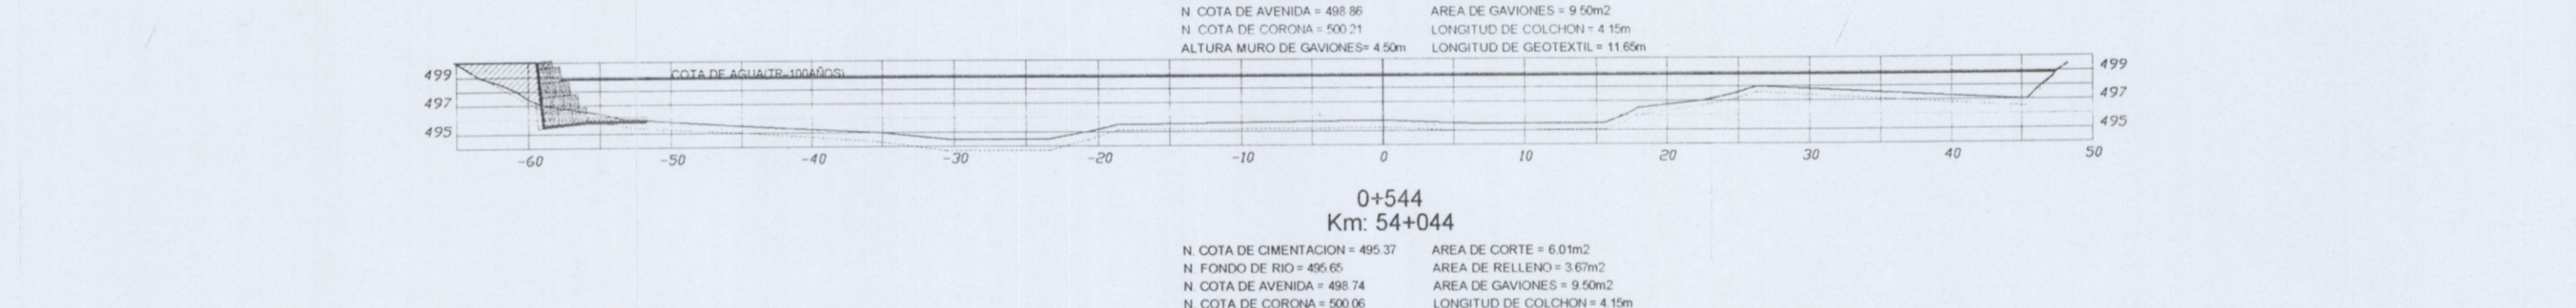 N COTA DE AVENIDA = 498.86 AREA DE GAVIONES = 9.50m2
N COTA DE CORONA = 500.21 LONGITUD DE COLCHON = 4.15m
ALTURA MURO DE GAVIONES= 4.50m LONGITUD DE GEOTEXTIL = 11.65m
499 COTA DE AGUA(TR-100AÑOS) 499
497 497
495 495
-60 -50 -40 -30 -20 -10 0 10 20 30 40 50
0+544
Km: 54+044
N. COTA DE CIMENTACION = 495.37 AREA DE CORTE = 6.01m2
N FONDO DE RIO = 495.65 AREA DE RELLENO = 3.67m2
N. COTA DE AVENIDA = 498.74 AREA DE GAVIONES = 9.50m2
N. COTA DE CORONA = 500.06 LONGITUD DE COLCHON = 4.15m